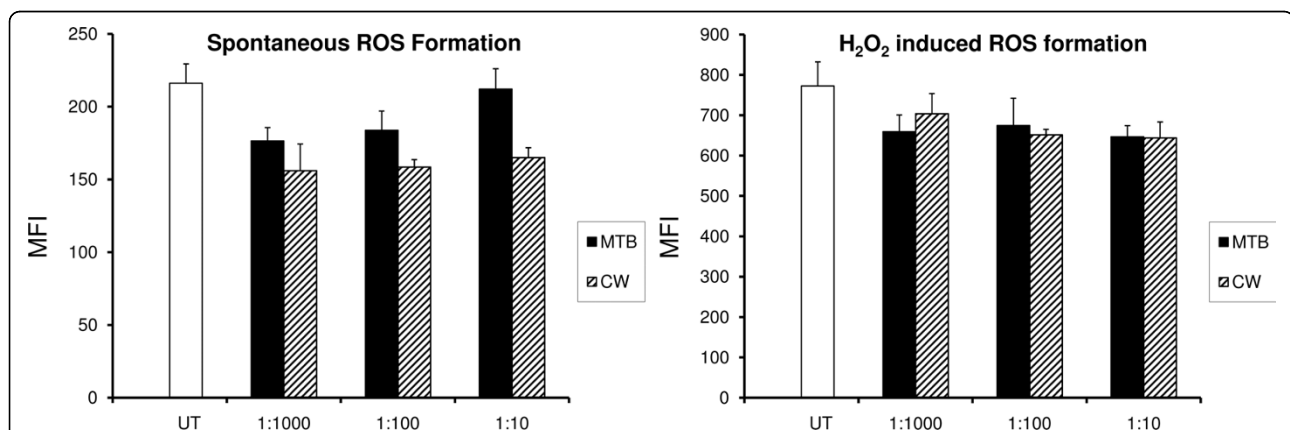 Spontaneous ROS Formation
250
200
150
100
50
0
MFI
UT 1:1000 1:100 1:10
MTB
CW
H₂O₂ induced ROS formation
900
800
700
600
500
400
300
200
100
0
MFI
UT 1:1000 1:100 1:10
MTB
CW